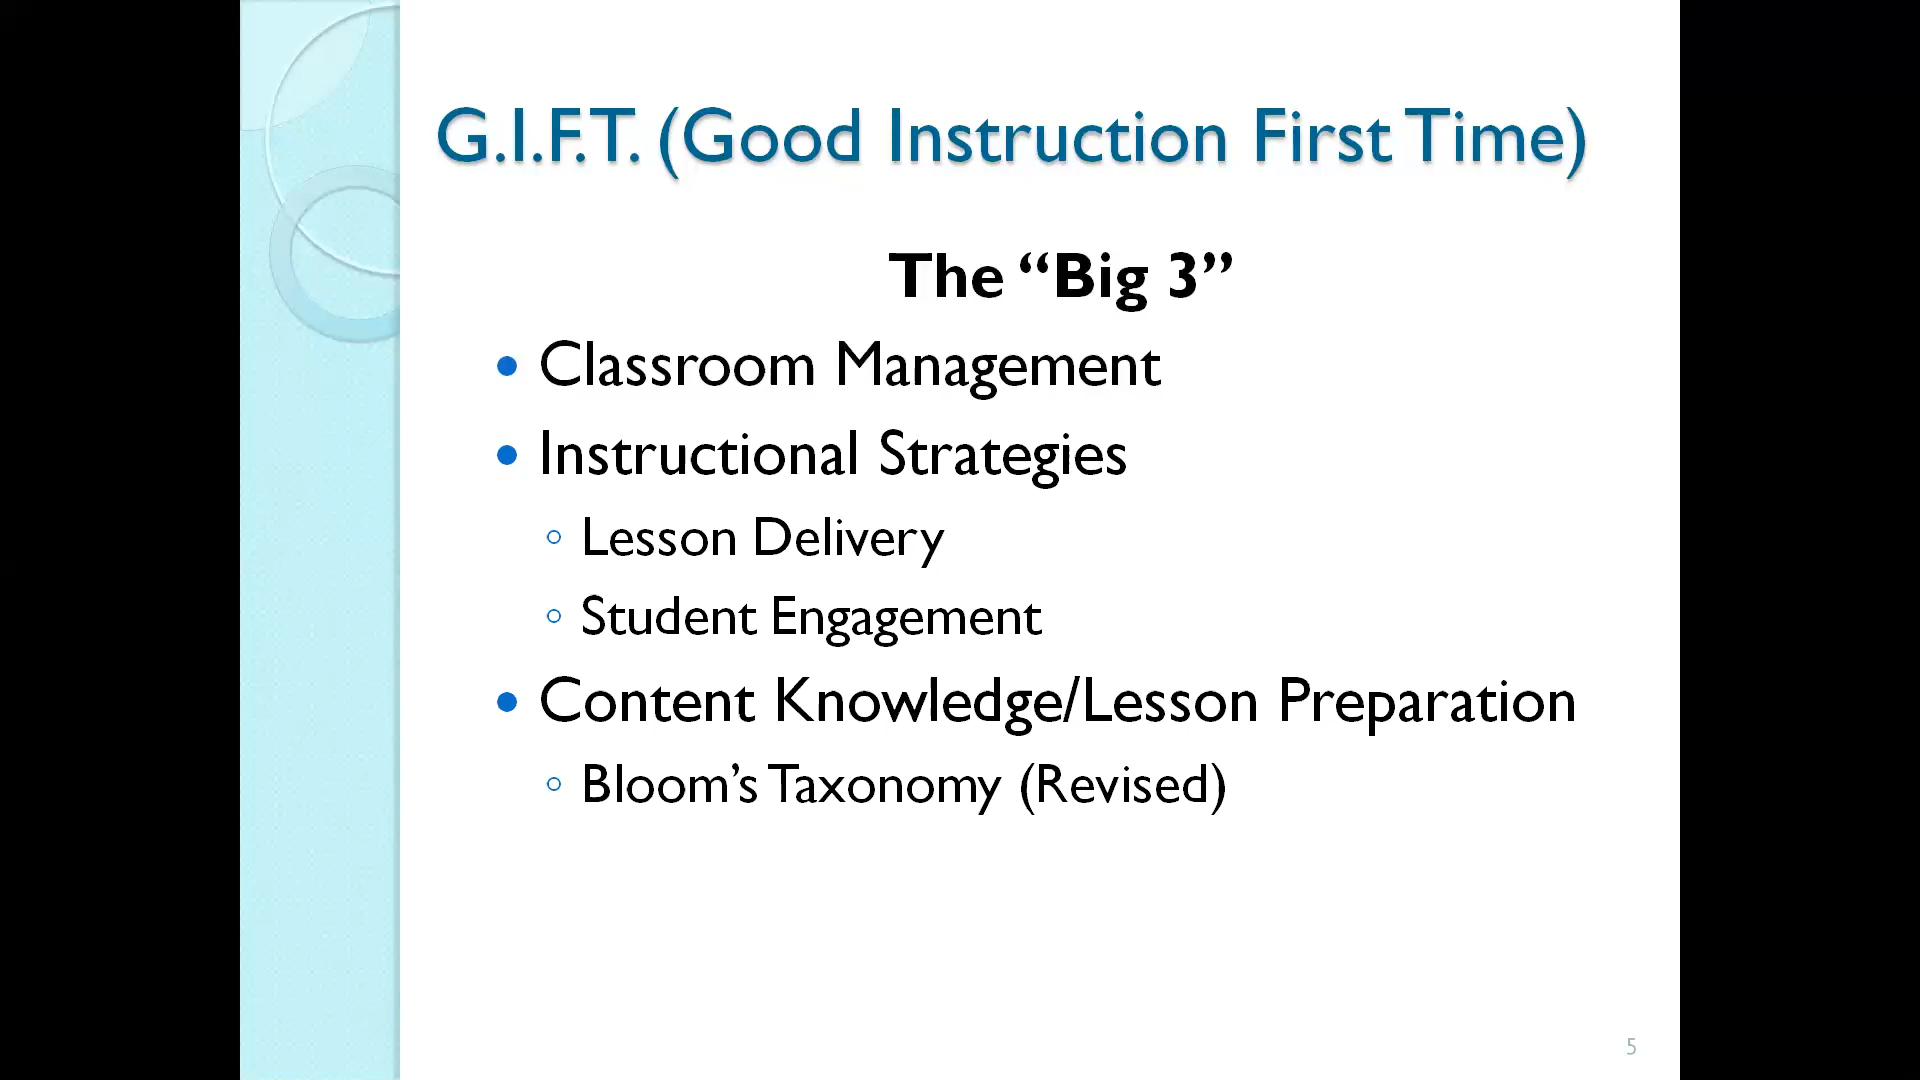 G.I.F.T. (Good Instruction First Time)
The “Big 3”
• Classroom Management
• Instructional Strategies
◦ Lesson Delivery
◦ Student Engagement
• Content Knowledge/Lesson Preparation
◦ Bloom’s Taxonomy (Revised)
5